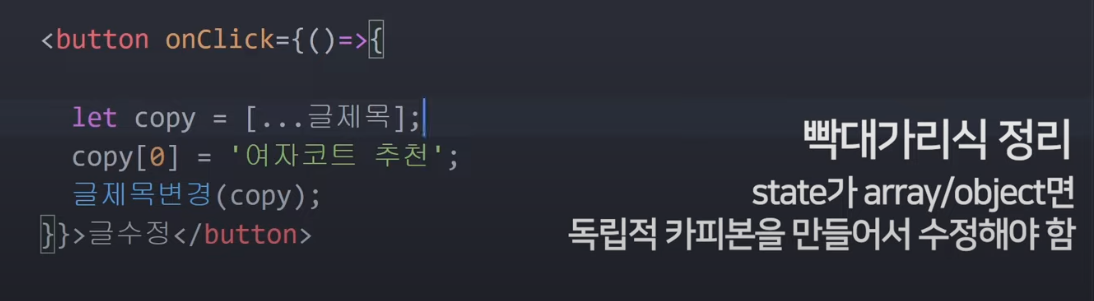 <button onClick={()=>{
let copy = [...글제목];
copy[0] = '여자코트 추천';
글제목변경(copy);
}}>글수정</button>
빡대가리식 정리
state가 array/object면
독립적 카피본을 만들어서 수정해야 함